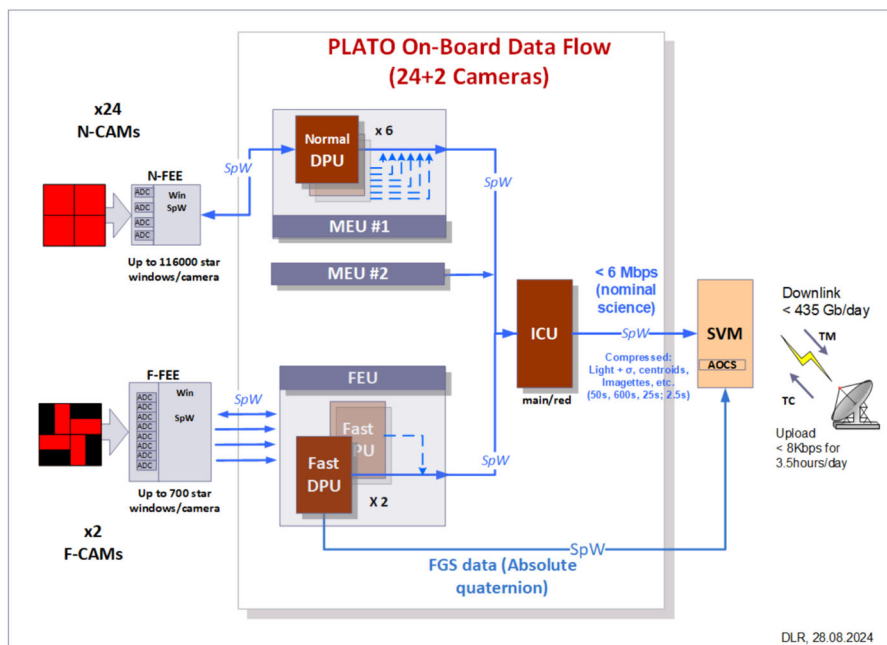 PLATO On-Board Data Flow
(24+2 Cameras)
x24
N-CAMs
N-FEE
ADC
ADC
ADC
ADC
Win
SpW
Up to 116000 star
windows/camera
SpW
Normal
DPU
x 6
MEU #1
MEU #2
SpW
F-FEE
ADC
ADC
ADC
ADC
ADC
ADC
ADC
ADC
Win
SpW
Up to 700 star
windows/camera
x2
F-CAMs
SpW
FEU
Fast
DPU
Fast
DPU
X 2
SpW
ICU
main/red
< 6 Mbps
(nominal
science)
SpW
Compressed:
Light + σ, centroids,
Imagettes, etc.
(50s, 600s, 25s; 2.5s)
SVM
AOCS
SpW
FGS data (Absolute
quaternion)
Downlink
< 435 Gb/day
TM
TC
Upload
< 8Kbps for
3.5hours/day
DLR, 28.08.2024